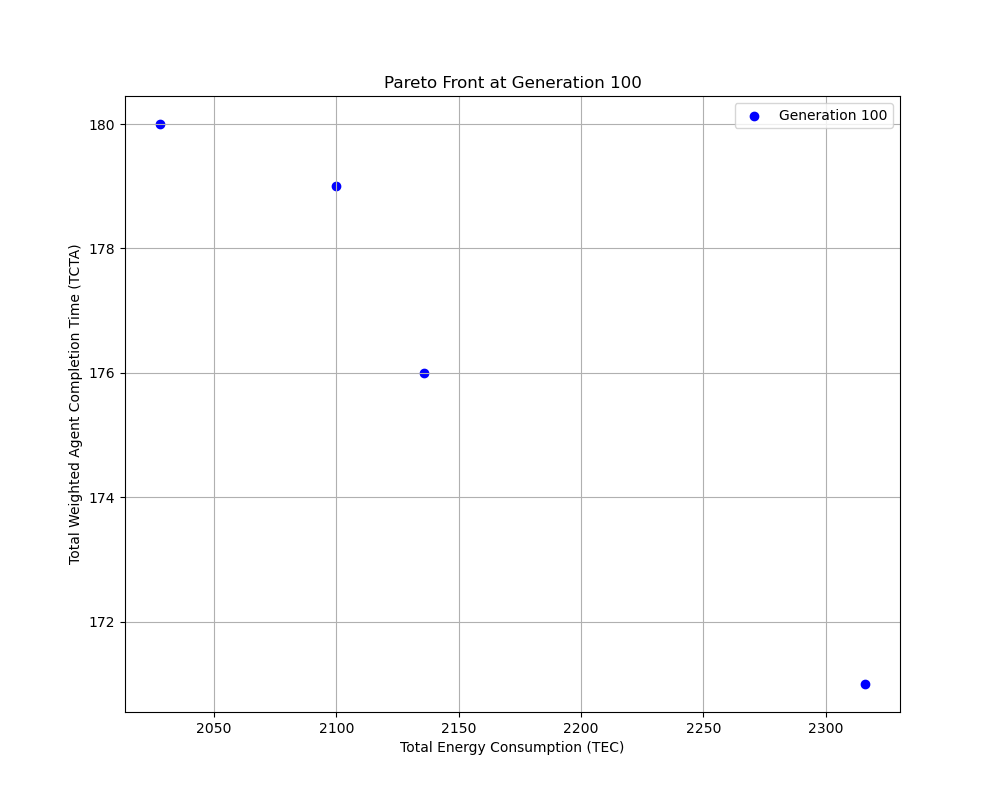 Pareto Front at Generation 100
Generation 100
Total Weighted Agent Completion Time (TCTA)
180
178
176
174
172
2050 2100 2150 2200 2250 2300
Total Energy Consumption (TEC)